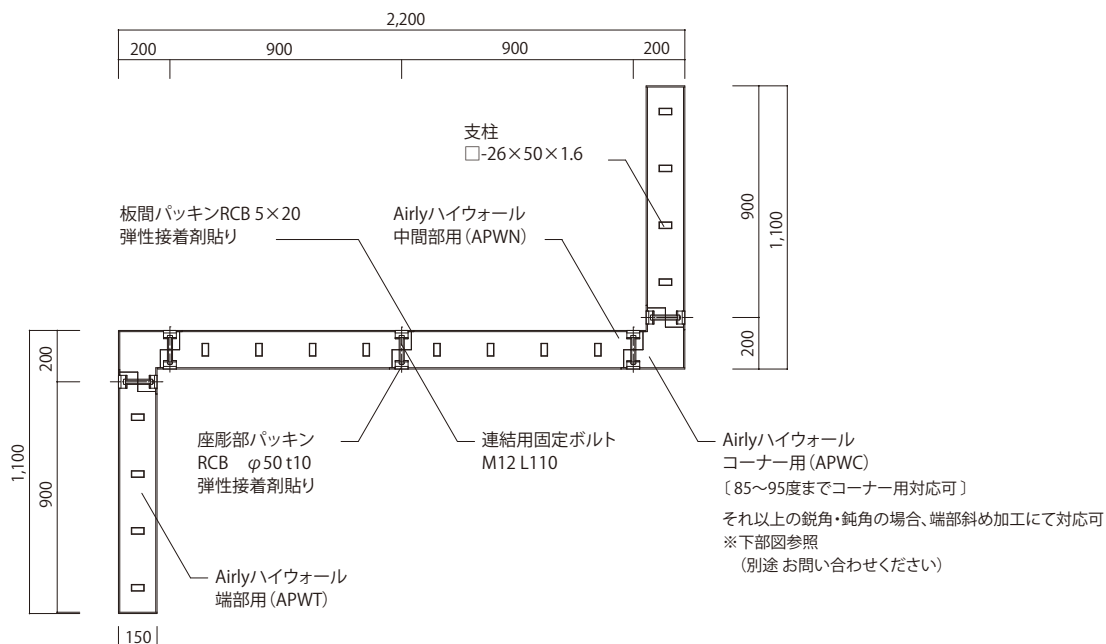 2,200
200
900
900
200
支柱
□-26×50×1.6
板間パッキンRCB 5×20
弾性接着剤貼り
Airlyハイウォール
中間部用（APWN）
900
1,100
200
200
1,100
900
座彫部パッキン
RCB　φ50 t10
弾性接着剤貼り
連結用固定ボルト
M12 L110
Airlyハイウォール
コーナー用（APWC）
〔 85～95度までコーナー用対応可 〕
それ以上の鋭角・鈍角の場合、端部斜め加工にて対応可
※下部図参照
（別途 お問い合わせください）
Airlyハイウォール
端部用（APWT）
150